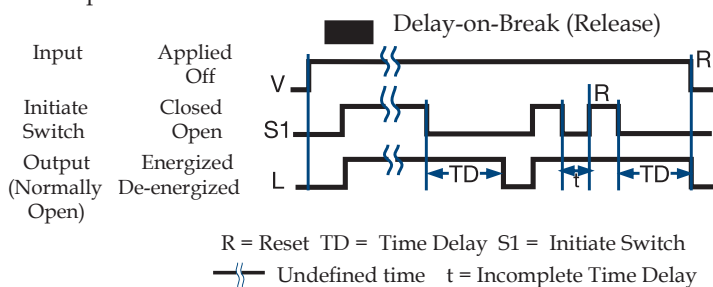 Delay-on-Break (Release)
Input Applied
Off
V
R
Initiate Closed
Switch Open
S1
R
Output Energized
(Normally De-energized
Open)
L
TD
t
TD
R = Reset TD = Time Delay S1 = Initiate Switch
Undefined time t = Incomplete Time Delay